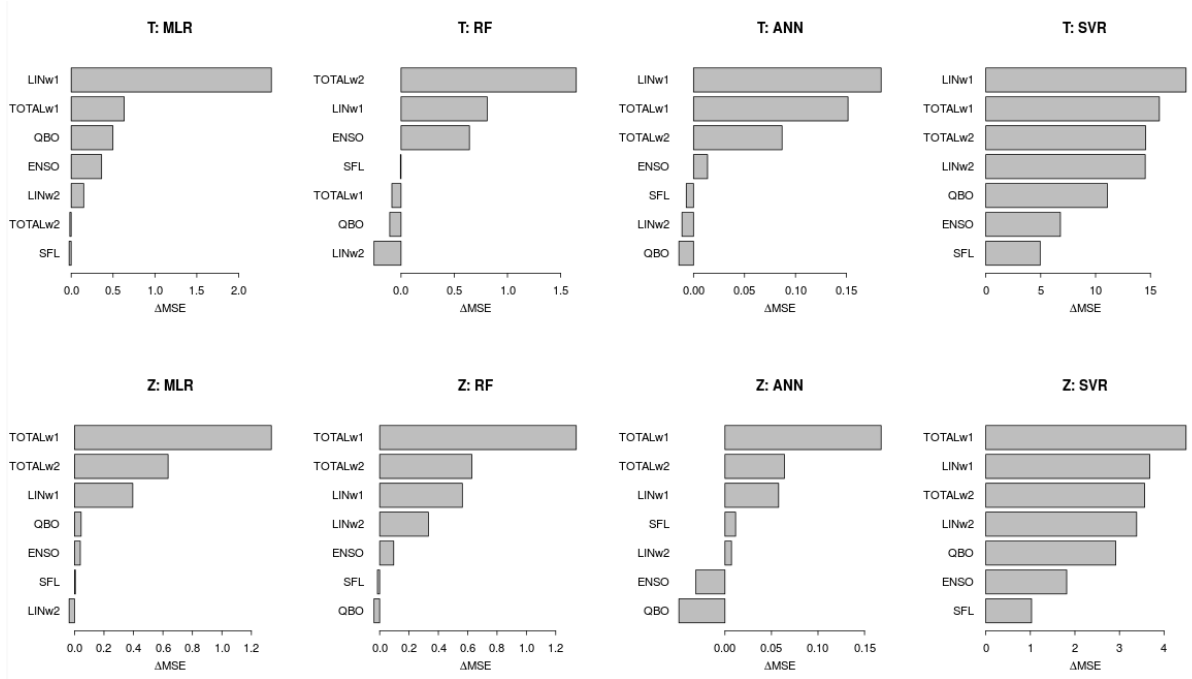 T: MLR
LINw1
TOTALw1
QBO
ENSO
LINw2
TOTALw2
SFL
0.0 0.5 1.0 1.5 2.0
ΔMSE
T: RF
TOTALw2
LINw1
ENSO
SFL
TOTALw1
QBO
LINw2
0.0 0.5 1.0 1.5
ΔMSE
T: ANN
LINw1
TOTALw1
TOTALw2
ENSO
SFL
LINw2
QBO
0.00 0.05 0.10 0.15
ΔMSE
T: SVR
LINw1
TOTALw1
TOTALw2
LINw2
QBO
ENSO
SFL
0 5 10 15
ΔMSE
Z: MLR
TOTALw1
TOTALw2
LINw1
QBO
ENSO
SFL
LINw2
0.0 0.2 0.4 0.6 0.8 1.0 1.2
ΔMSE
Z: RF
TOTALw1
TOTALw2
LINw1
LINw2
ENSO
SFL
QBO
0.0 0.2 0.4 0.6 0.8 1.0 1.2
ΔMSE
Z: ANN
TOTALw1
TOTALw2
LINw1
SFL
LINw2
ENSO
QBO
0.00 0.05 0.10 0.15
ΔMSE
Z: SVR
TOTALw1
LINw1
TOTALw2
LINw2
QBO
ENSO
SFL
0 1 2 3 4
ΔMSE